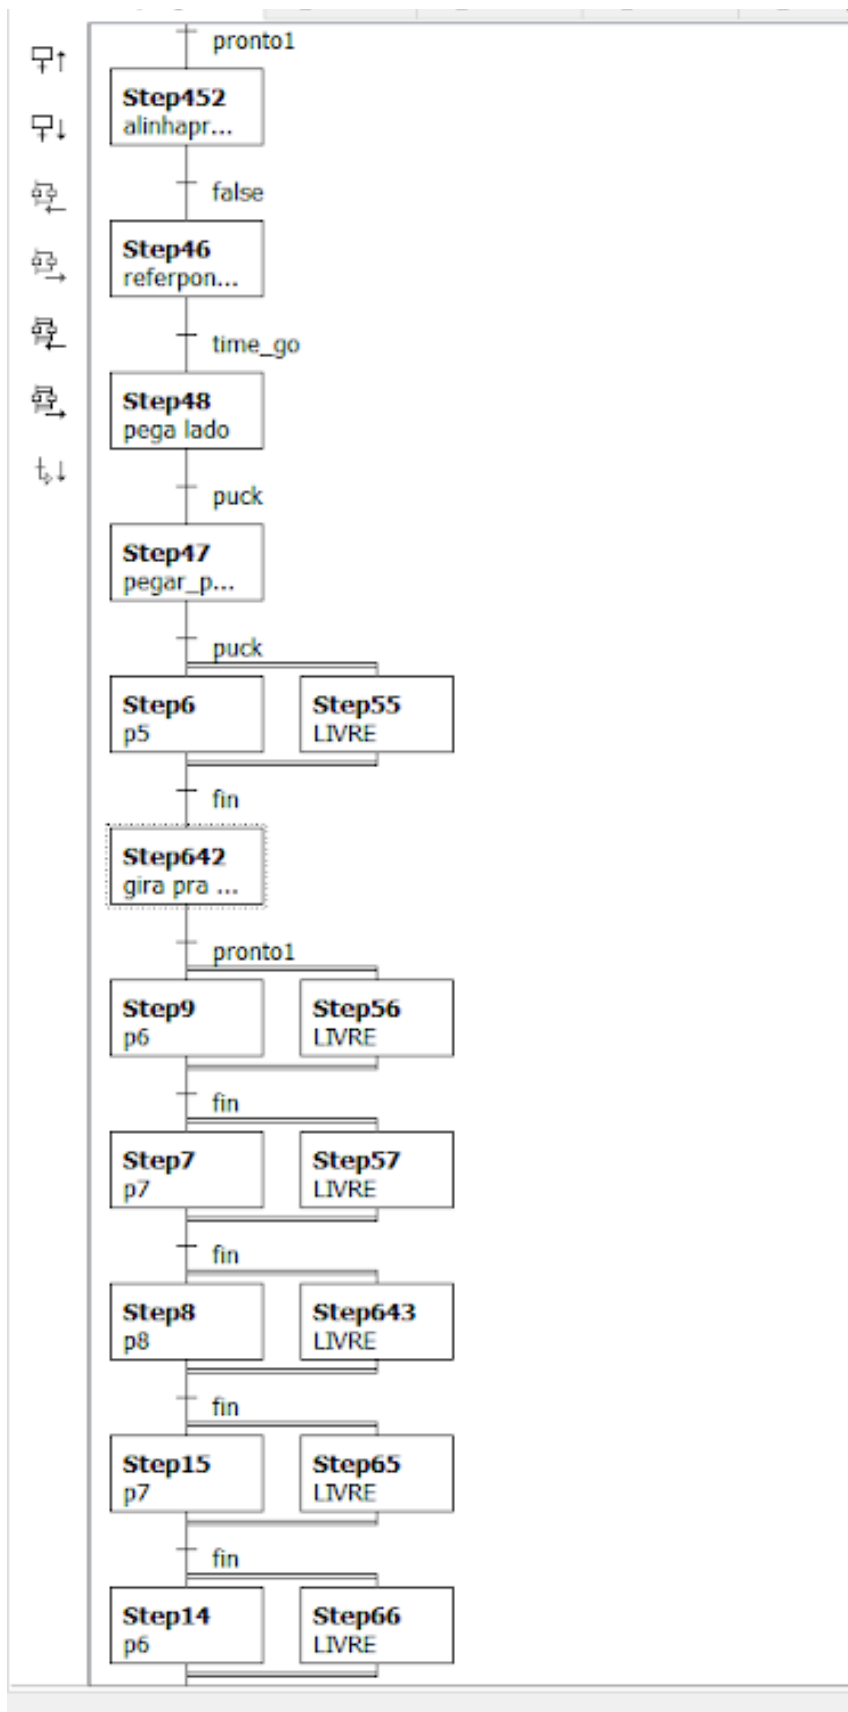 pronto1
Step452
alinhapr...
false
Step46
referpon...
time_go
Step48
pega lado
puck
Step47
pegar_p...
puck
Step6
p5
Step55
LIVRE
fin
Step642
gira pra ...
pronto1
Step9
p6
Step56
LIVRE
fin
Step7
p7
Step57
LIVRE
fin
Step8
p8
Step643
LIVRE
fin
Step15
p7
Step65
LIVRE
fin
Step14
p6
Step66
LIVRE